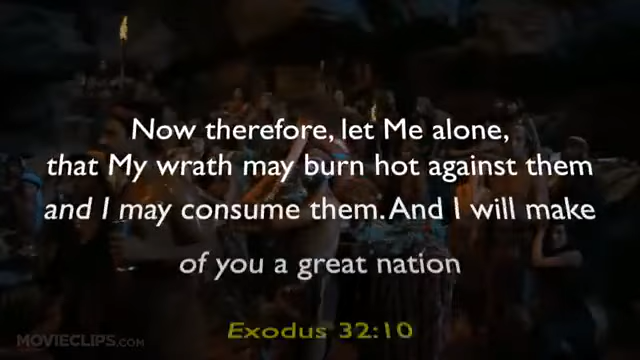 Now therefore, let Me alone,
that My wrath may burn hot against them
and I may consume them. And I will make
of you a great nation
Exodus 32:10
MOVIECLIPS.COM